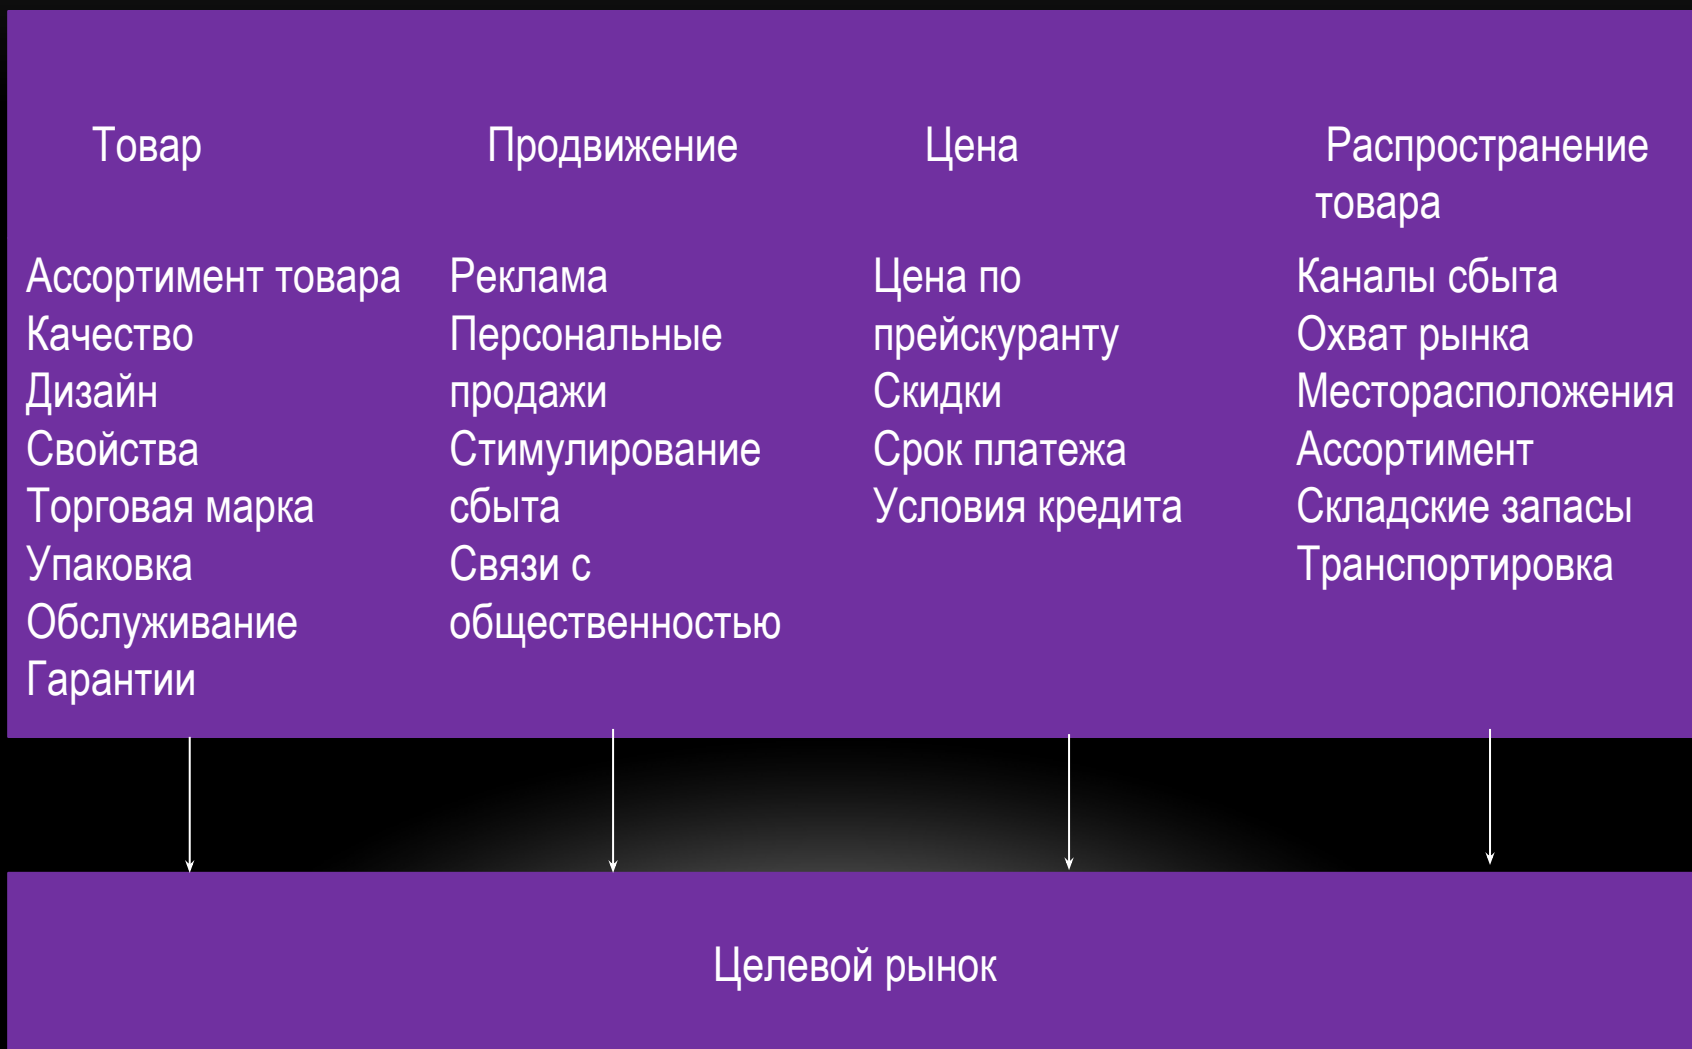 Товар
Продвижение
Цена
Распространение
товара
Ассортимент товара
Качество
Дизайн
Свойства
Торговая марка
Упаковка
Обслуживание
Гарантии
Реклама
Персональные
продажи
Стимулирование
сбыта
Связи с
общественностью
Цена по
прейскуранту
Скидки
Срок платежа
Условия кредита
Каналы сбыта
Охват рынка
Месторасположения
Ассортимент
Складские запасы
Транспортировка
Целевой рынок